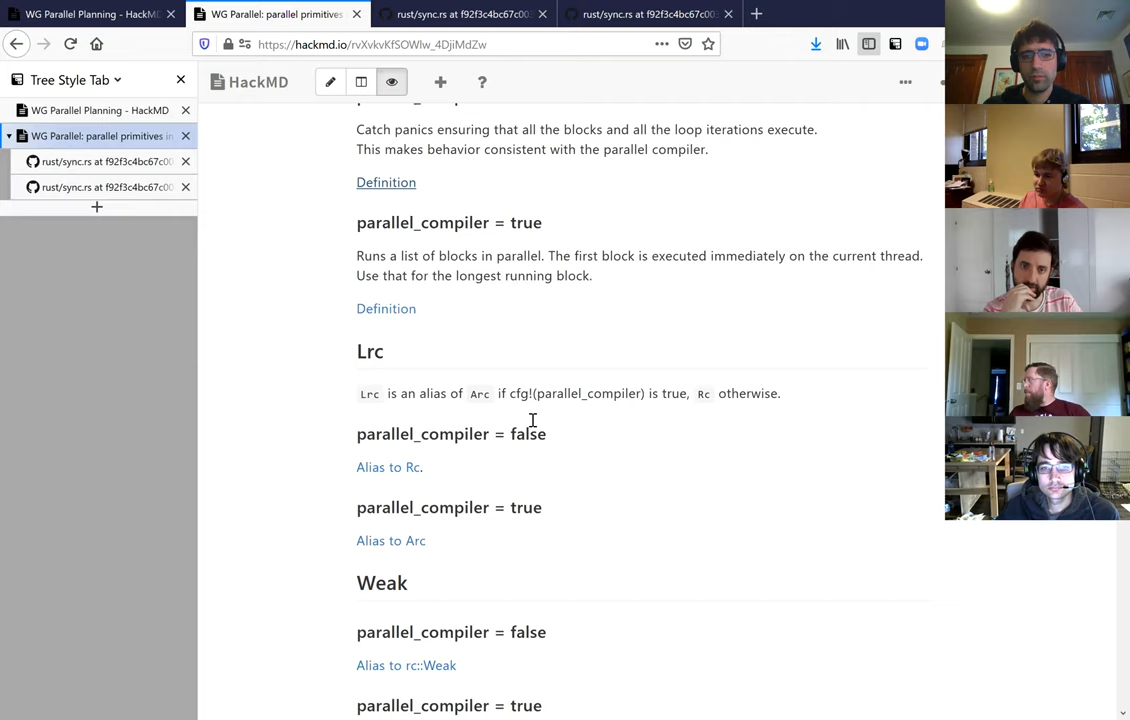 WG Parallel Planning - HackM
WG Parallel: parallel primitives
rust/sync.rs at f92f3c4bc67c00
rust/sync.rs at f92f3c4bc67c00
https://hackmd.io/rvXvkvKfSOWlw_4DjiMdZw
Tree Style Tab
WG Parallel Planning - HackMD
WG Parallel: parallel primitives in
rust/sync.rs at f92f3c4bc67c00
rust/sync.rs at f92f3c4bc67c00
HackMD
Catch panics ensuring that all the blocks and all the loop iterations execute.
This makes behavior consistent with the parallel compiler.
Definition
parallel_compiler = true
Runs a list of blocks in parallel. The first block is executed immediately on the current thread.
Use that for the longest running block.
Definition
Lrc
Lrc is an alias of Arc if cfg!(parallel_compiler) is true, Rc otherwise.
parallel_compiler = false
Alias to Rc.
parallel_compiler = true
Alias to Arc
Weak
parallel_compiler = false
Alias to rc::Weak
parallel_compiler = true